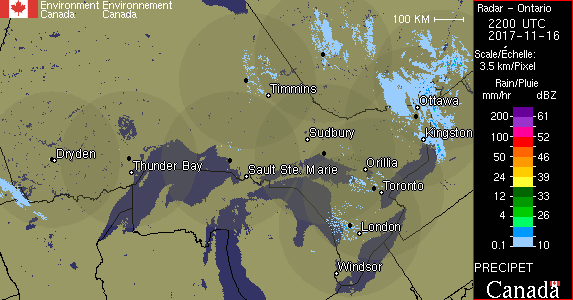 Environment Environnement
Canada Canada
100 KM
Timmins
Ottawa
Sudbury
Kingston
Dryden
Thunder Bay
Sault Ste. Marie
Orillia
Toronto
London
Windsor
Radar - Ontario
2200 UTC
2017-11-16
Scale/Échelle:
3.5 km/Pixel
Rain/Pluie
mm/hr dBZ
200 61
100 52
50 46
24 39
12 33
4 26
0.1 10
PRECIPET
Canada